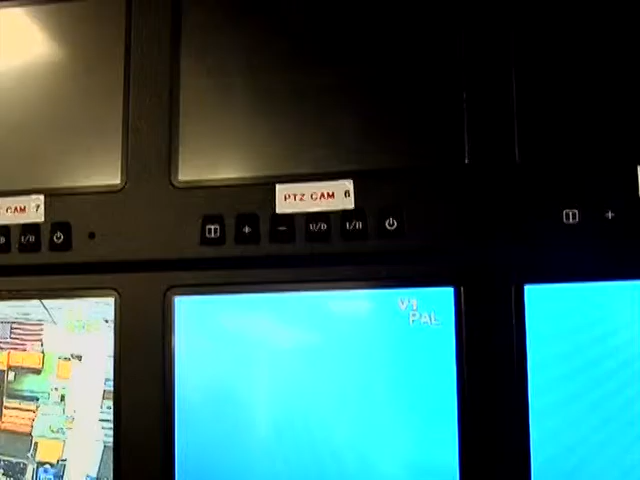 CAM 7
PTZ CAM 6
U/D
I/II
+
-
U/D
I/II
+
V1
PAL